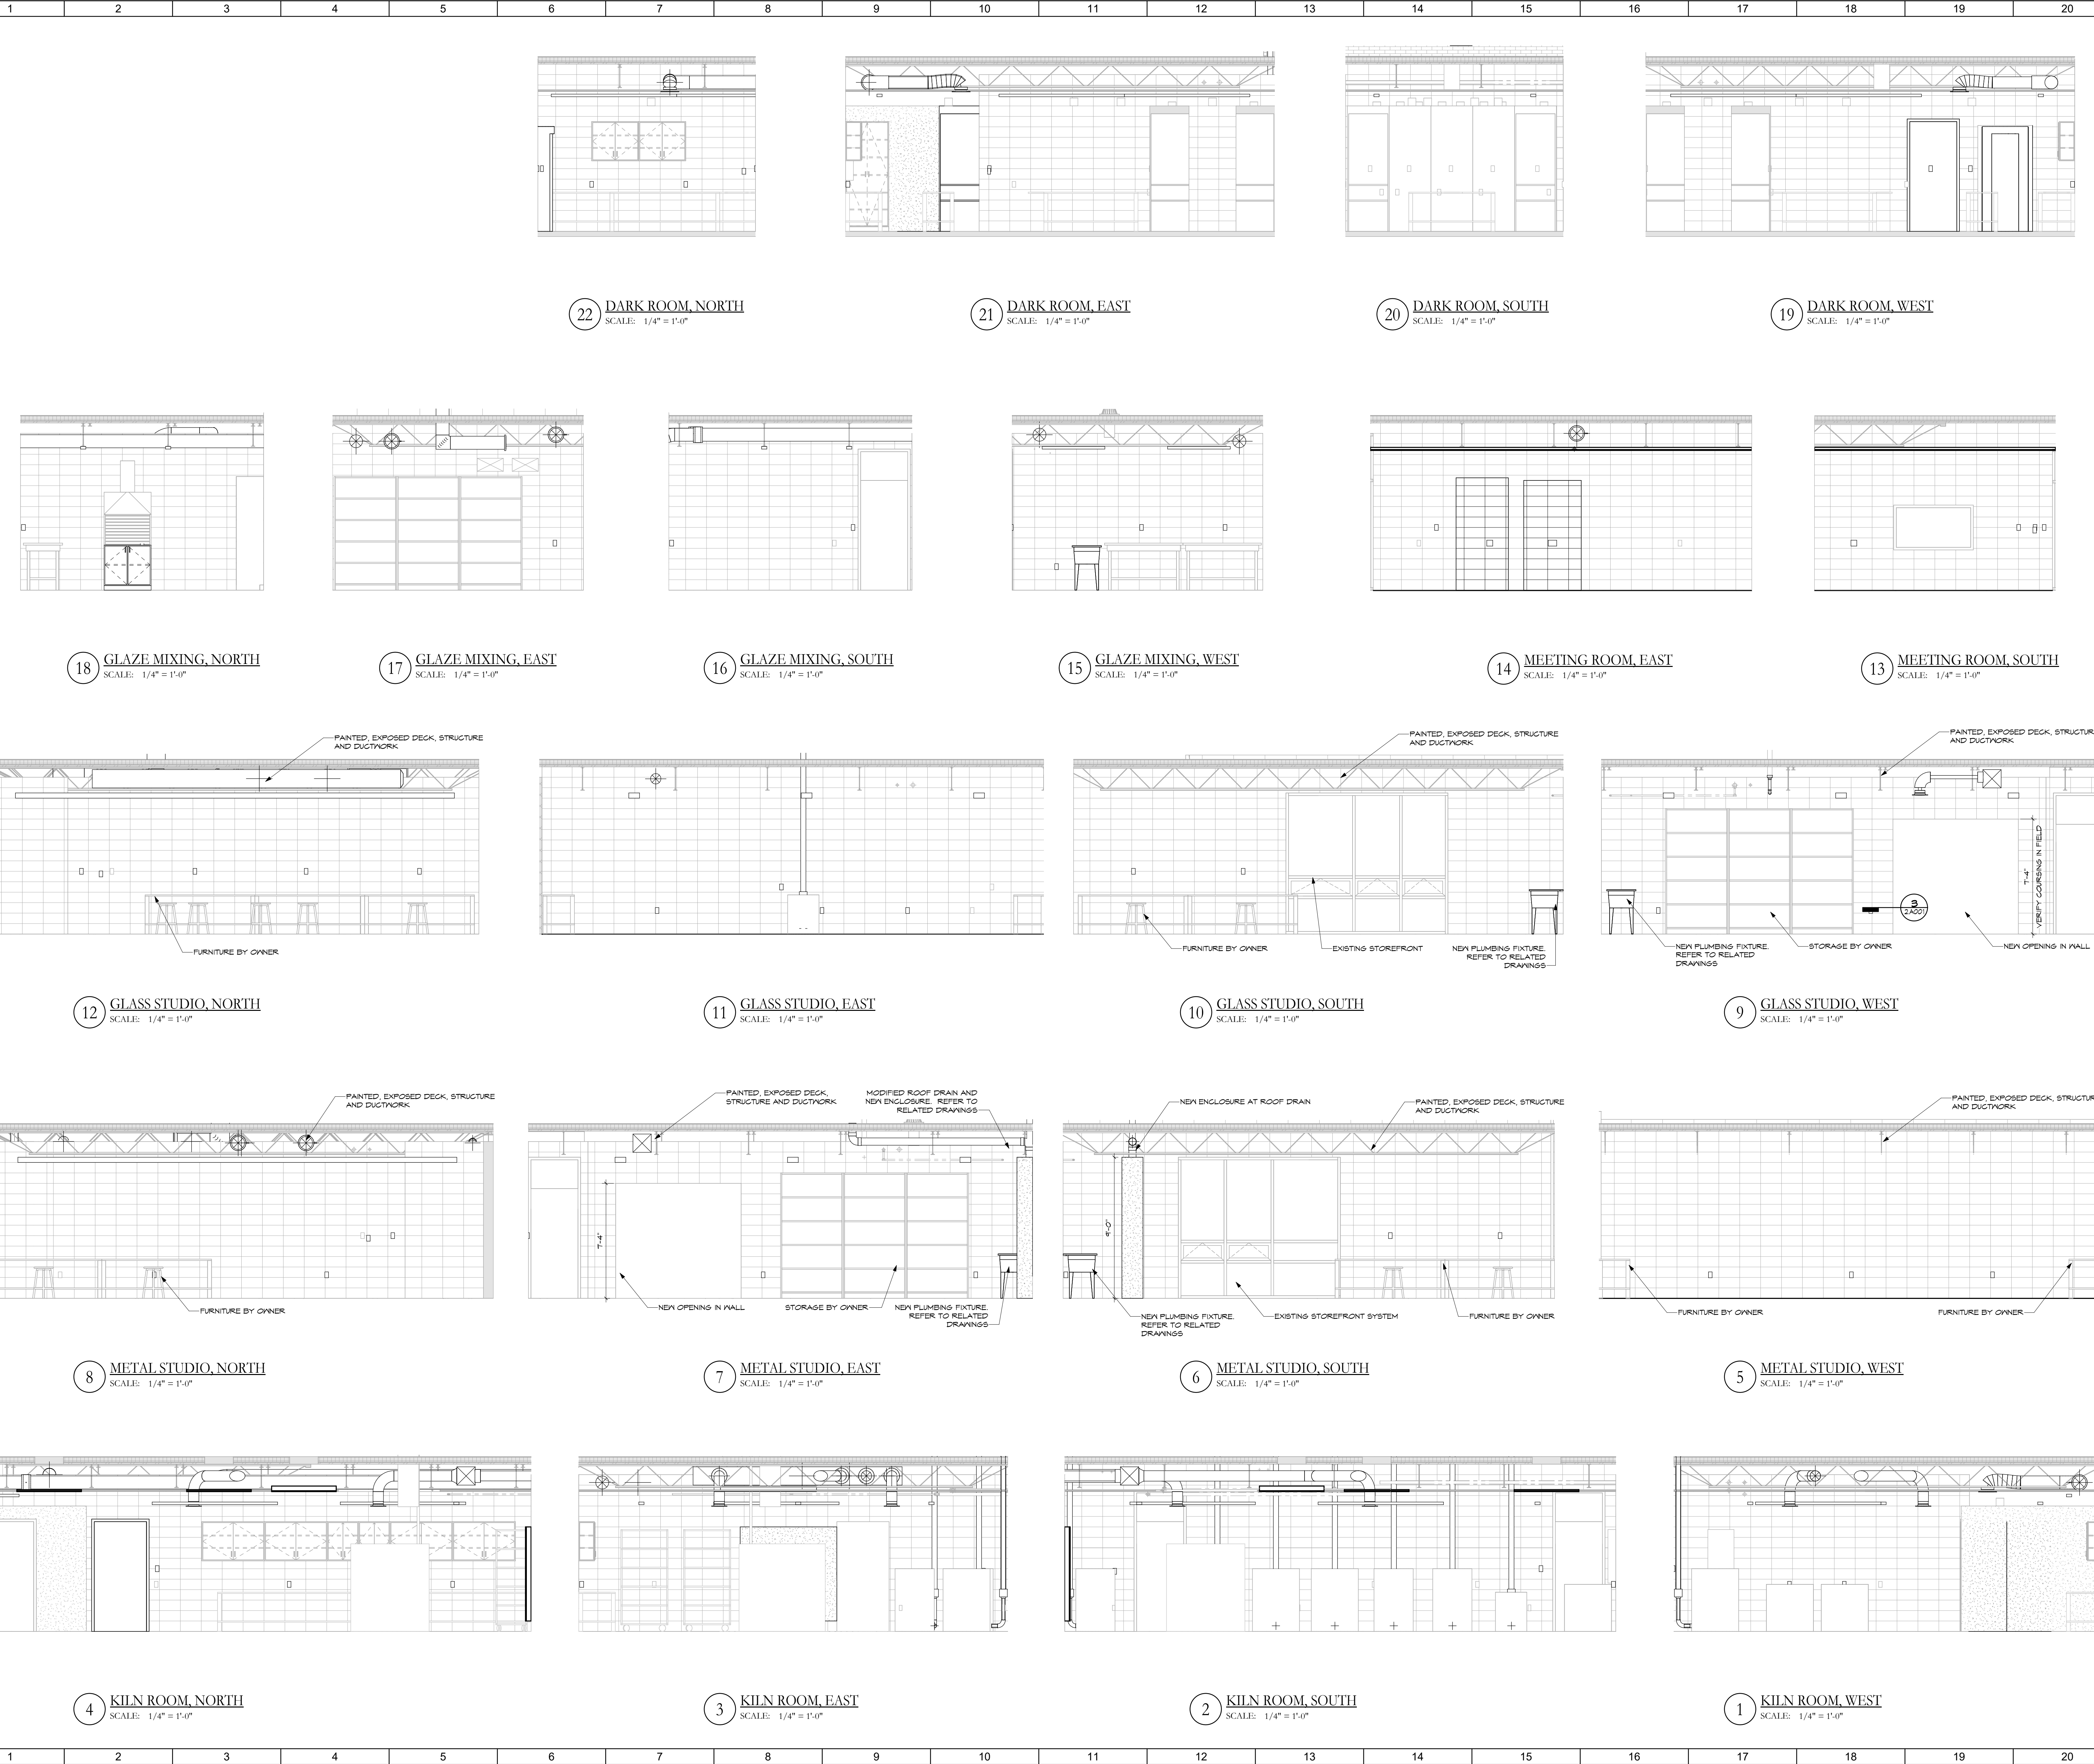 1 2 3 4 5 6 7 8 9 10 11 12 13 14 15 16 17 18 19 20
22 DARK ROOM, NORTH
SCALE: 1/4" = 1'-0"
21 DARK ROOM, EAST
SCALE: 1/4" = 1'-0"
20 DARK ROOM, SOUTH
SCALE: 1/4" = 1'-0"
19 DARK ROOM, WEST
SCALE: 1/4" = 1'-0"
18 GLAZE MIXING, NORTH
SCALE: 1/4" = 1'-0"
17 GLAZE MIXING, EAST
SCALE: 1/4" = 1'-0"
16 GLAZE MIXING, SOUTH
SCALE: 1/4" = 1'-0"
15 GLAZE MIXING, WEST
SCALE: 1/4" = 1'-0"
14 MEETING ROOM, EAST
SCALE: 1/4" = 1'-0"
13 MEETING ROOM, SOUTH
SCALE: 1/4" = 1'-0"
PAINTED, EXPOSED DECK, STRUCTURE
AND DUCTWORK
FURNITURE BY OWNER
12 GLASS STUDIO, NORTH
SCALE: 1/4" = 1'-0"
11 GLASS STUDIO, EAST
SCALE: 1/4" = 1'-0"
PAINTED, EXPOSED DECK, STRUCTURE
AND DUCTWORK
FURNITURE BY OWNER
EXISTING STOREFRONT
NEW PLUMBING FIXTURE.
REFER TO RELATED
DRAWINGS
10 GLASS STUDIO, SOUTH
SCALE: 1/4" = 1'-0"
PAINTED, EXPOSED DECK, STRUCTUR
AND DUCTWORK
7'-4"
VERIFY COURSING IN FIELD
3
2.A001
NEW PLUMBING FIXTURE.
REFER TO RELATED
DRAWINGS
STORAGE BY OWNER
NEW OPENING IN WALL
9 GLASS STUDIO, WEST
SCALE: 1/4" = 1'-0"
PAINTED, EXPOSED DECK, STRUCTURE
AND DUCTWORK
FURNITURE BY OWNER
8 METAL STUDIO, NORTH
SCALE: 1/4" = 1'-0"
PAINTED, EXPOSED DECK,
STRUCTURE AND DUCTWORK
MODIFIED ROOF DRAIN AND
NEW ENCLOSURE. REFER TO
RELATED DRAWINGS
7'-4"
NEW OPENING IN WALL
STORAGE BY OWNER
NEW PLUMBING FIXTURE.
REFER TO RELATED
DRAWINGS
7 METAL STUDIO, EAST
SCALE: 1/4" = 1'-0"
NEW ENCLOSURE AT ROOF DRAIN
PAINTED, EXPOSED DECK, STRUCTURE
AND DUCTWORK
9'-0"
NEW PLUMBING FIXTURE.
REFER TO RELATED
DRAWINGS
EXISTING STOREFRONT SYSTEM
FURNITURE BY OWNER
6 METAL STUDIO, SOUTH
SCALE: 1/4" = 1'-0"
PAINTED, EXPOSED DECK, STRUCTUR
AND DUCTWORK
FURNITURE BY OWNER
FURNITURE BY OWNER
5 METAL STUDIO, WEST
SCALE: 1/4" = 1'-0"
4 KILN ROOM, NORTH
SCALE: 1/4" = 1'-0"
3 KILN ROOM, EAST
SCALE: 1/4" = 1'-0"
2 KILN ROOM, SOUTH
SCALE: 1/4" = 1'-0"
1 KILN ROOM, WEST
SCALE: 1/4" = 1'-0"
1 2 3 4 5 6 7 8 9 10 11 12 13 14 15 16 17 18 19 20